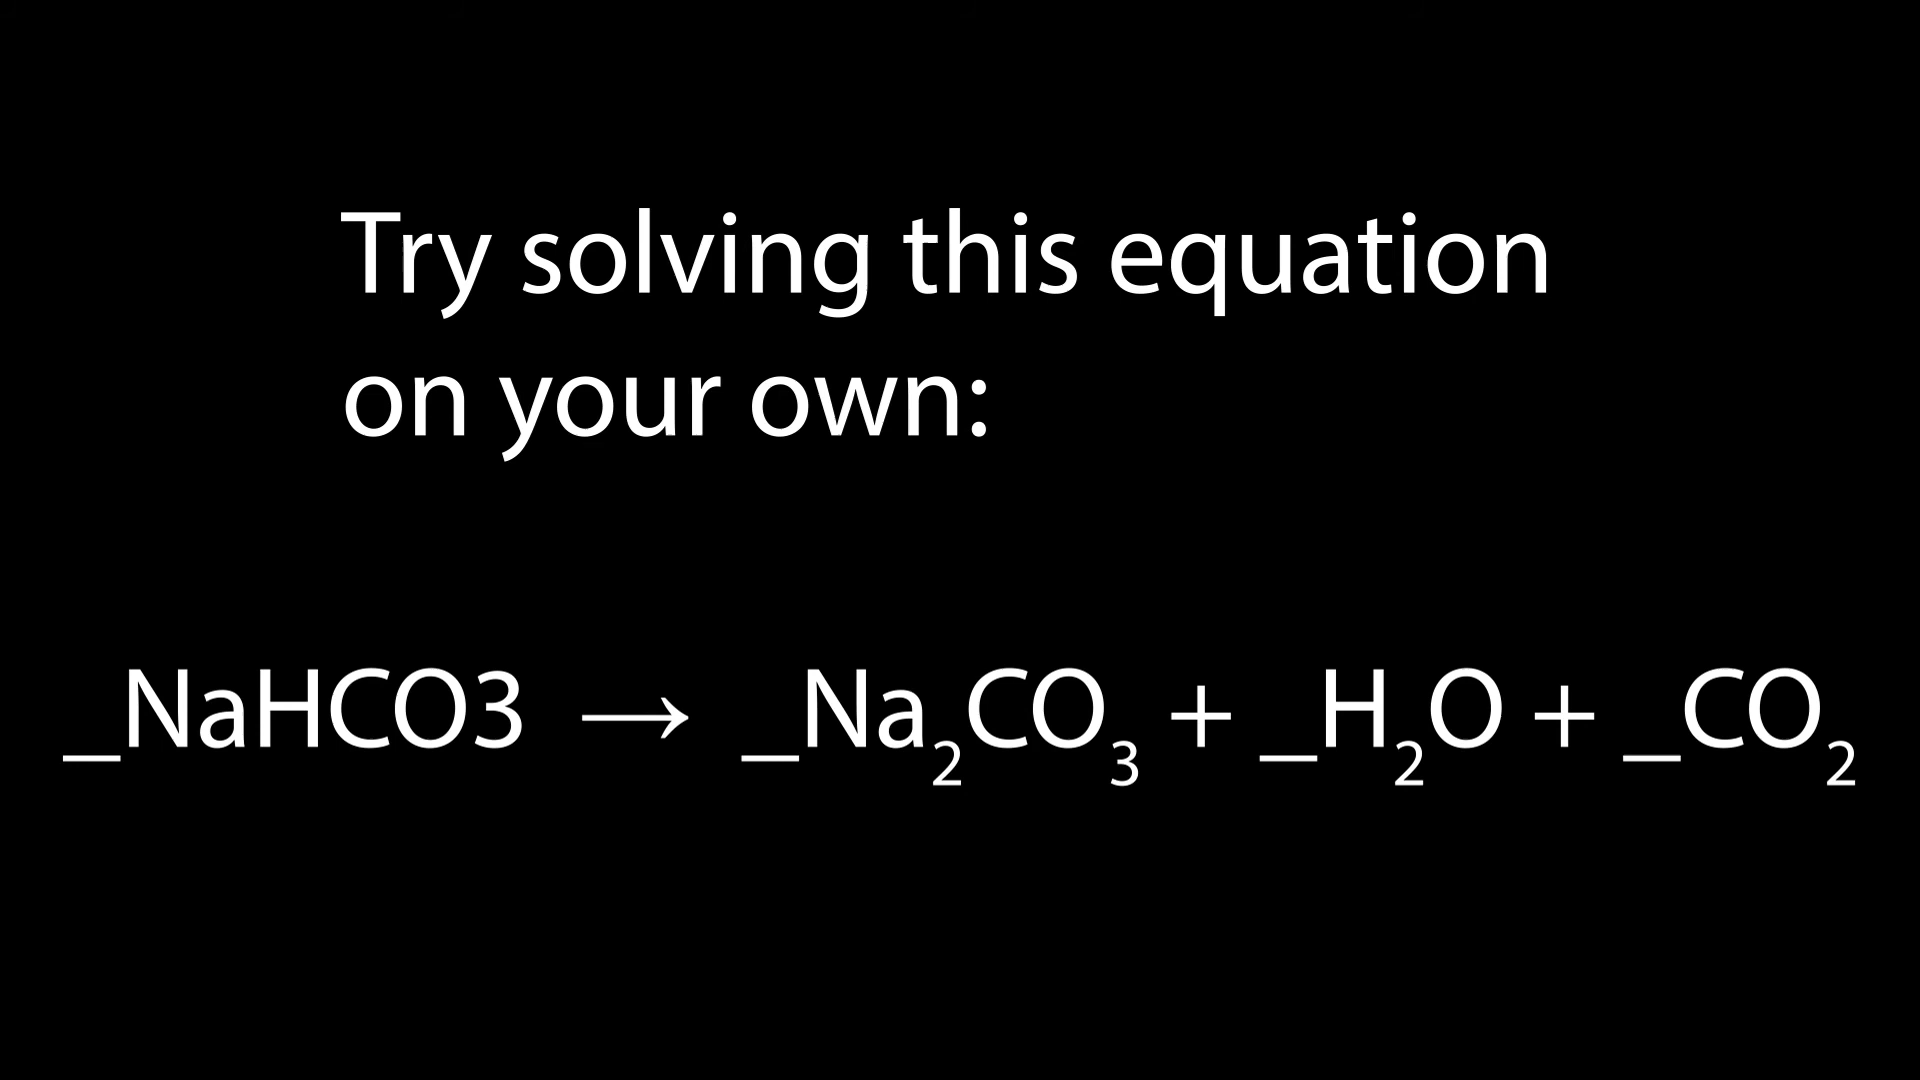 Try solving this equation
on your own:
_NaHCO3 → _Na₂CO₃ + _H₂O + _CO₂